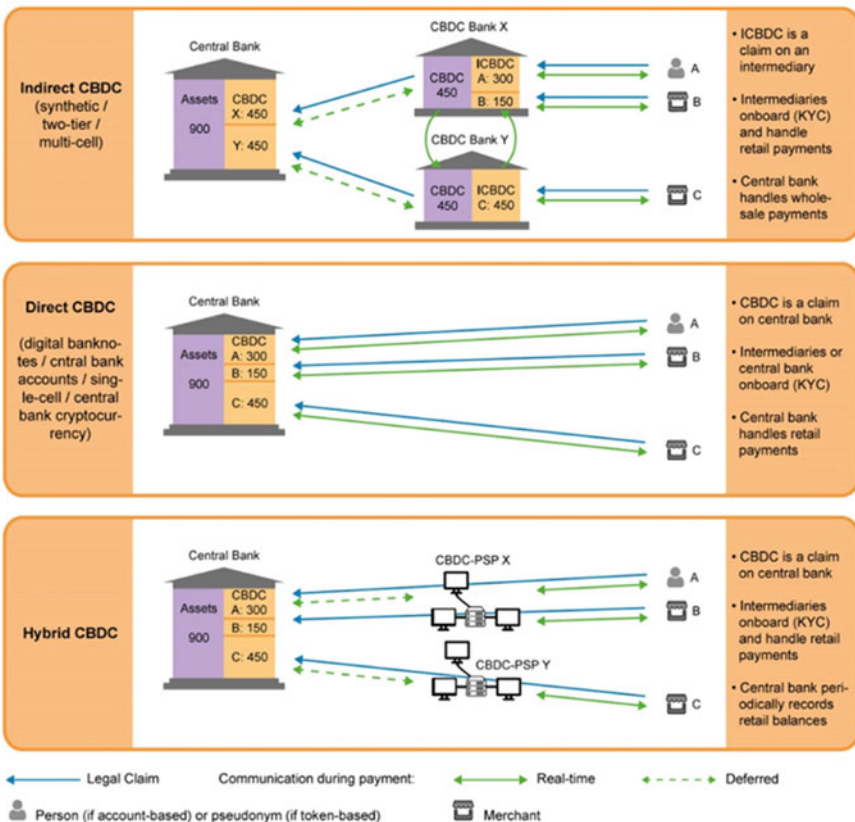 Indirect CBDC
(synthetic /
two-tier /
multi-cell)
Central Bank
Assets
900
CBDC
X: 450
Y: 450
CBDC Bank X
CBDC
450
ICBDC
A: 300
B: 150
CBDC Bank Y
CBDC
450
ICBDC
C: 450
A
B
C
• ICBDC is a
claim on an
intermediary
• Intermediaries
onboard (KYC)
and handle
retail payments
• Central bank
handles whole-
sale payments
Direct CBDC
(digital bankno-
tes / cntral bank
accounts / sing-
le-cell / central
bank cryptocur-
rency)
Central Bank
Assets
900
CBDC
A: 300
B: 150
C: 450
A
B
C
• CBDC is a claim
on central bank
• Intermediaries or
central bank
onboard (KYC)
• Central bank
handles retail
payments
Hybrid CBDC
Central Bank
Assets
900
CBDC
A: 300
B: 150
C: 450
CBDC-PSP X
CBDC-PSP Y
A
B
C
• CBDC is a claim
on central bank
• Intermediaries
onboard (KYC)
and handle retail
payments
• Central bank peri-
odically records
retail balances
Legal Claim
Communication during payment:
Real-time
Deferred
Person (if account-based) or pseudonym (if token-based)
Merchant